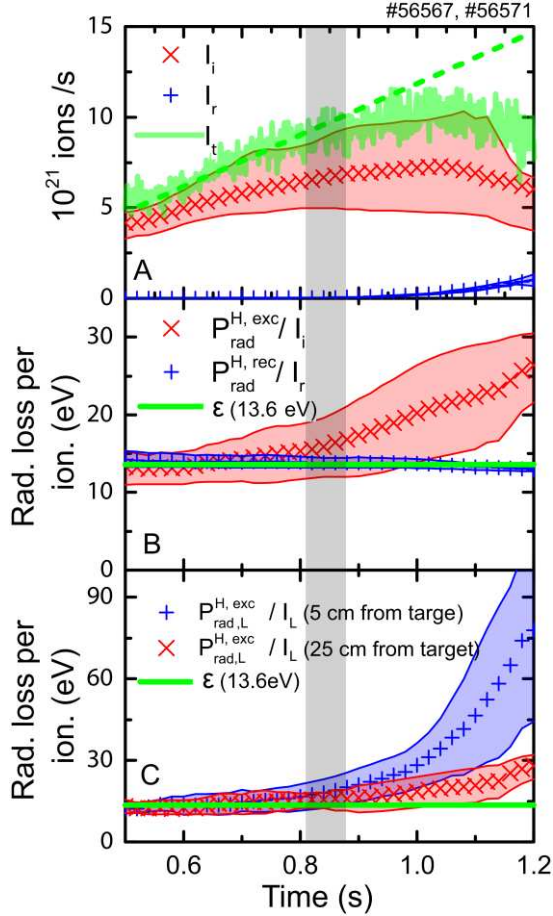 #56567, #56571
15
10
5
0
10²¹ ions /s
I_i
I_r
I_t
A
30
20
10
0
Rad. loss per
ion. (eV)
P_rad^H, exc / I_i
P_rad^H, rec / I_r
ε (13.6 eV)
B
90
60
30
0
Rad. loss per
ion. (eV)
P_rad,L^H, exc / I_L (5 cm from targe)
P_rad,L^H, exc / I_L (25 cm from target)
ε (13.6eV)
C
0.6 0.8 1.0 1.2
Time (s)